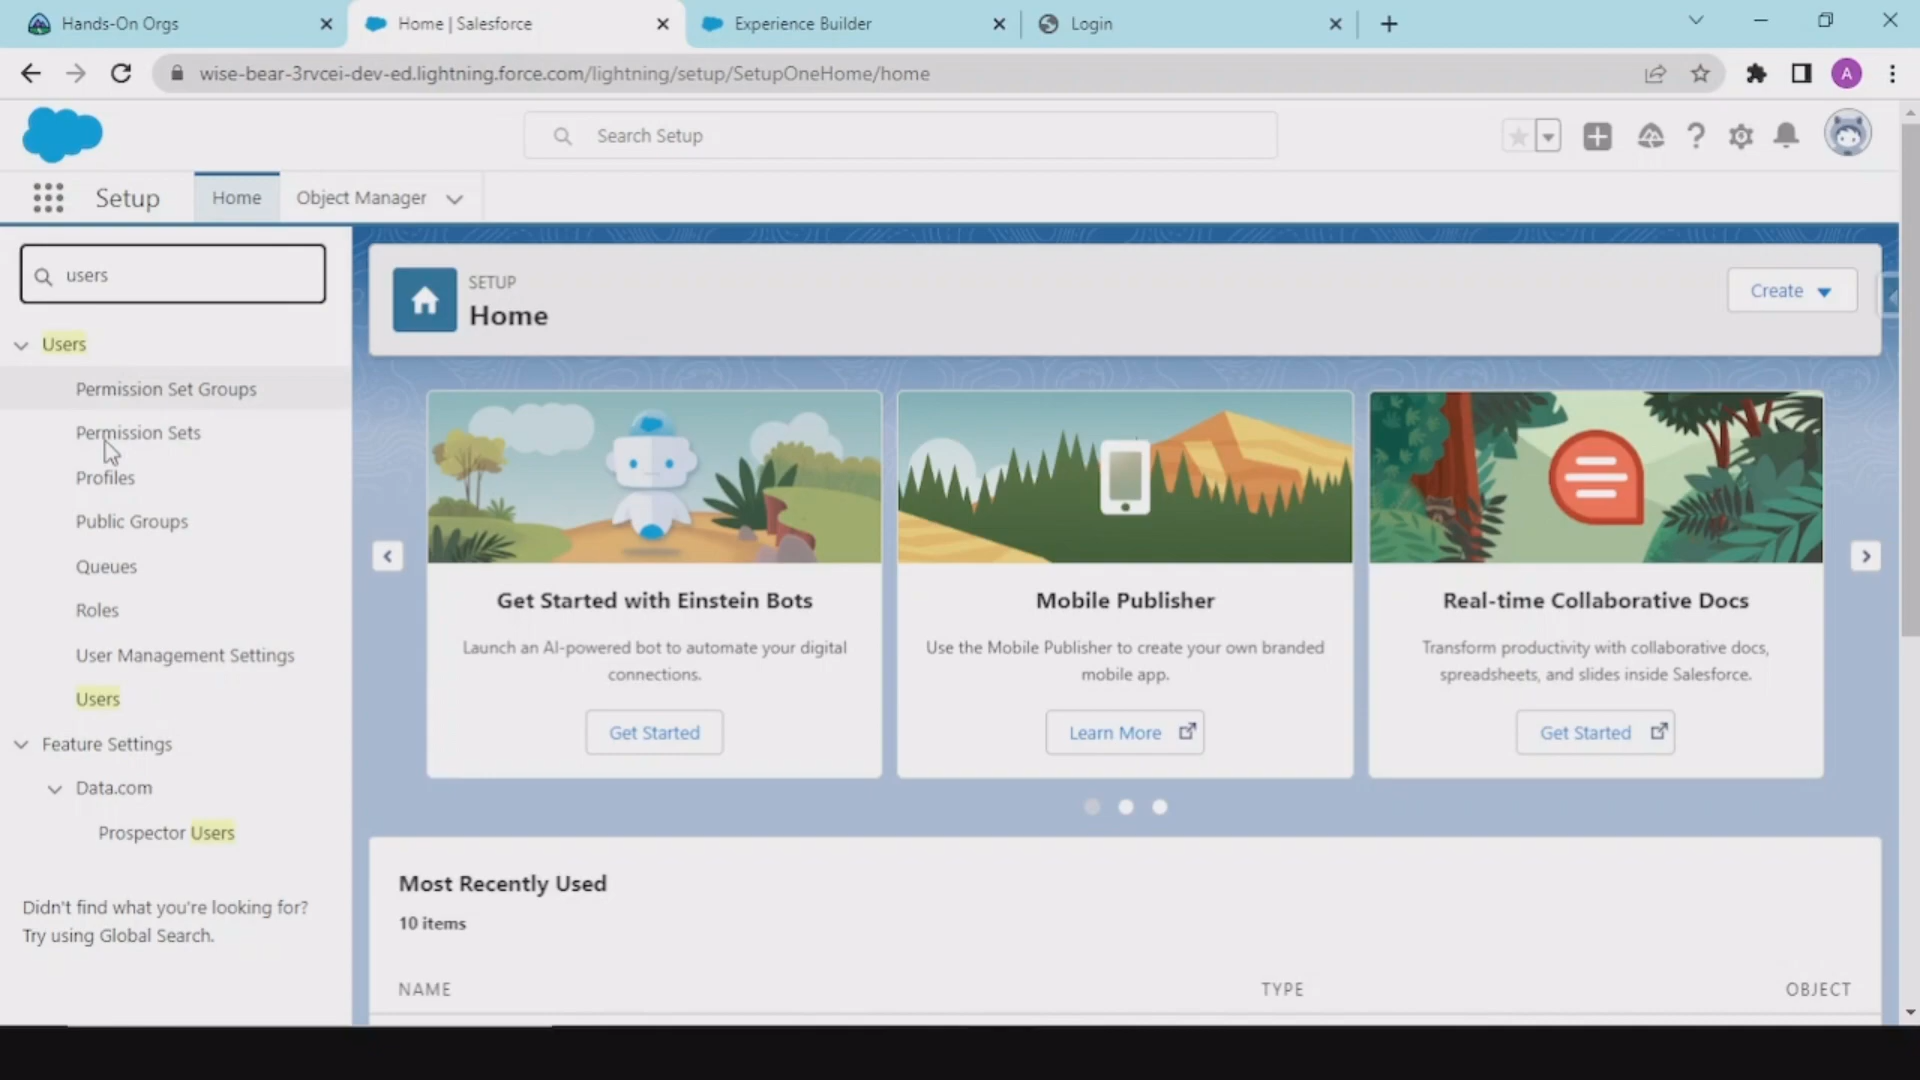 Hands-On Orgs
Home | Salesforce
Experience Builder
Login
wise-bear-3rvcei-dev-ed.lightning.force.com/lightning/setup/SetupOneHome/home
A
Search Setup
Setup
Home
Object Manager
users
Users
Permission Set Groups
Permission Sets
Profiles
Public Groups
Queues
Roles
User Management Settings
Users
Feature Settings
Data.com
Prospector Users
Didn't find what you're looking for?
Try using Global Search.
SETUP
Home
Create
Get Started with Einstein Bots
Launch an AI-powered bot to automate your digital
connections.
Get Started
Mobile Publisher
Use the Mobile Publisher to create your own branded
mobile app.
Learn More
Real-time Collaborative Docs
Transform productivity with collaborative docs,
spreadsheets, and slides inside Salesforce.
Get Started
Most Recently Used
10 items
NAME TYPE OBJECT